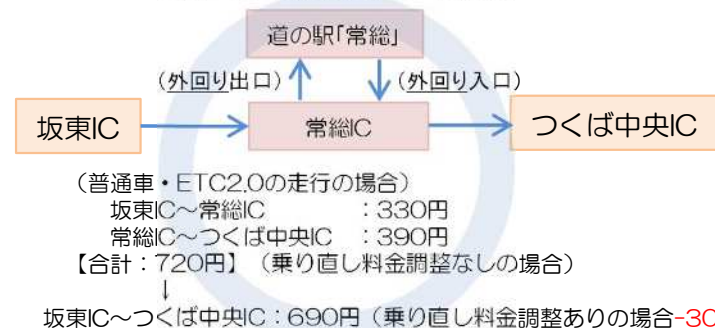 道の駅「常総」
(外回り出口) (外回り入口)
坂東IC 常総IC つくば中央IC
(普通車・ETC2.0の走行の場合)
坂東IC〜常総IC :330円
常総IC〜つくば中央IC :390円
【合計:720円】(乗り直し料金調整なしの場合)
↓
坂東IC〜つくば中央IC:690円(乗り直し料金調整ありの場合-30